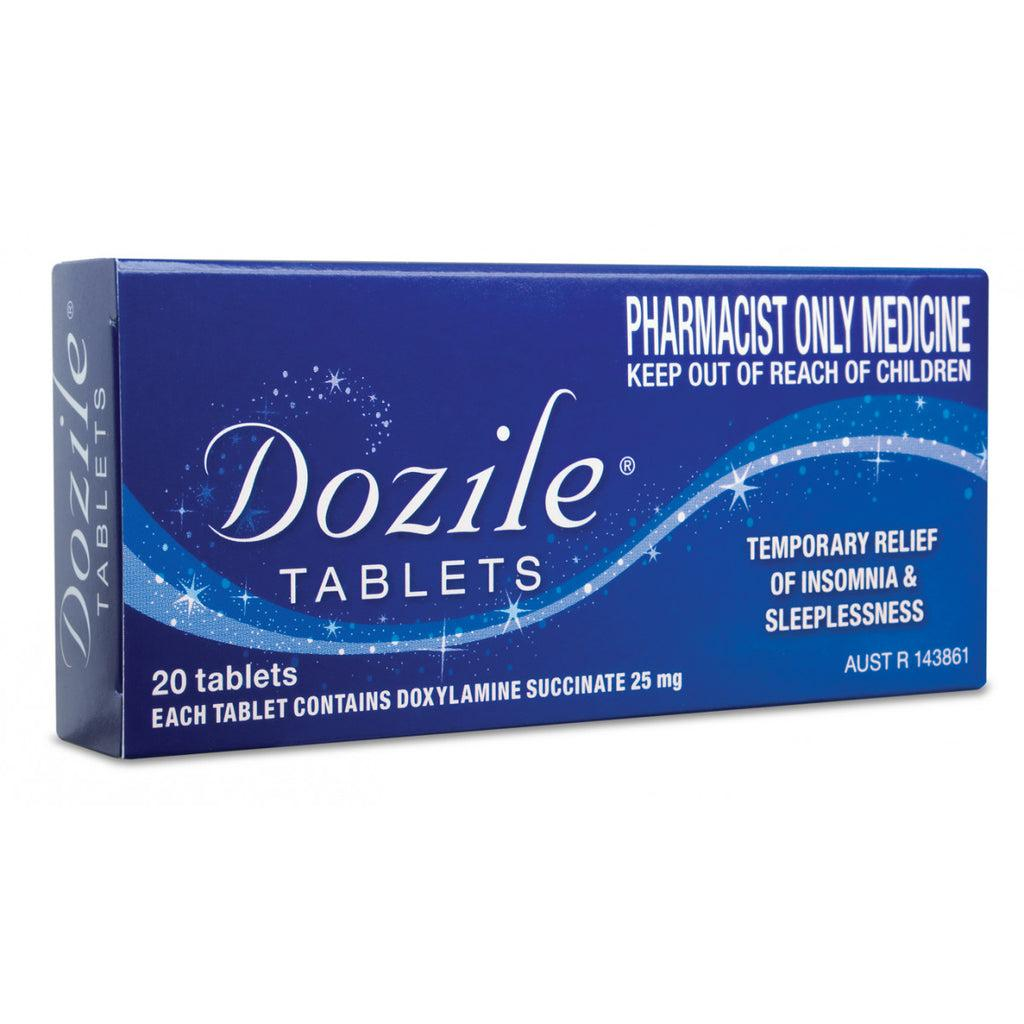 Dozile®
TABLETS
PHARMACIST ONLY MEDICINE
KEEP OUT OF REACH OF CHILDREN
Dozile®
TABLETS
TEMPORARY RELIEF
OF INSOMNIA &
SLEEPLESSNESS
AUST R 143861
20 tablets
EACH TABLET CONTAINS DOXYLAMINE SUCCINATE 25 mg